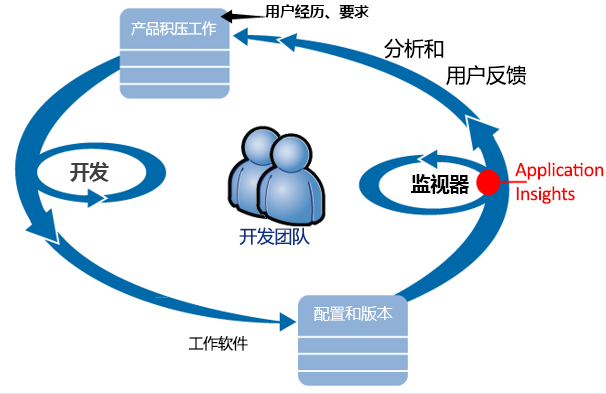 用户经历、要求
产品积压工作
分析和
用户反馈
开发
监视器
Application
Insights
开发团队
配置和版本
工作软件